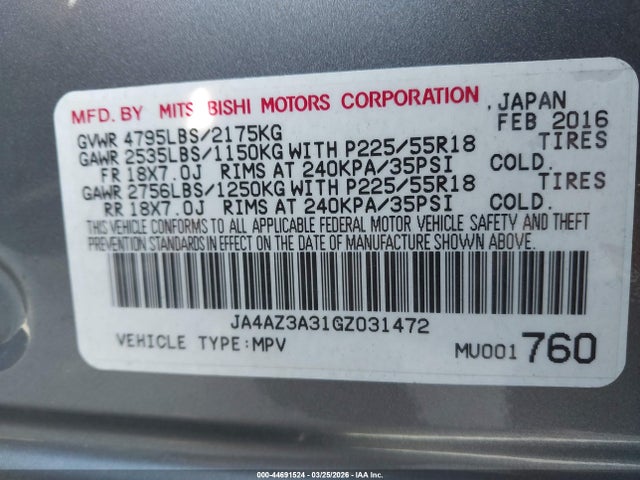 MFD. BY MITSUBISHI MOTORS CORPORATION , JAPAN
GVWR 4795LBS/2175KG FEB 2016
GAWR 2535LBS/1150KG WITH P225/55R18 TIRES
FR 18X7.0J RIMS AT 240KPA/35PSI COLD.
GAWR 2756LBS/1250KG WITH P225/55R18 TIRES
RR 18X7.0J RIMS AT 240KPA/35PSI COLD.
THIS VEHICLE CONFORMS TO ALL APPLICABLE FEDERAL MOTOR VEHICLE SAFETY AND THEFT
PREVENTION STANDARDS IN EFFECT ON THE DATE OF MANUFACTURE SHOWN ABOVE.
JA4AZ3A31GZ031472
VEHICLE TYPE:MPV MU001760
000-44691524 | 03/25/2026 | IAA Inc.